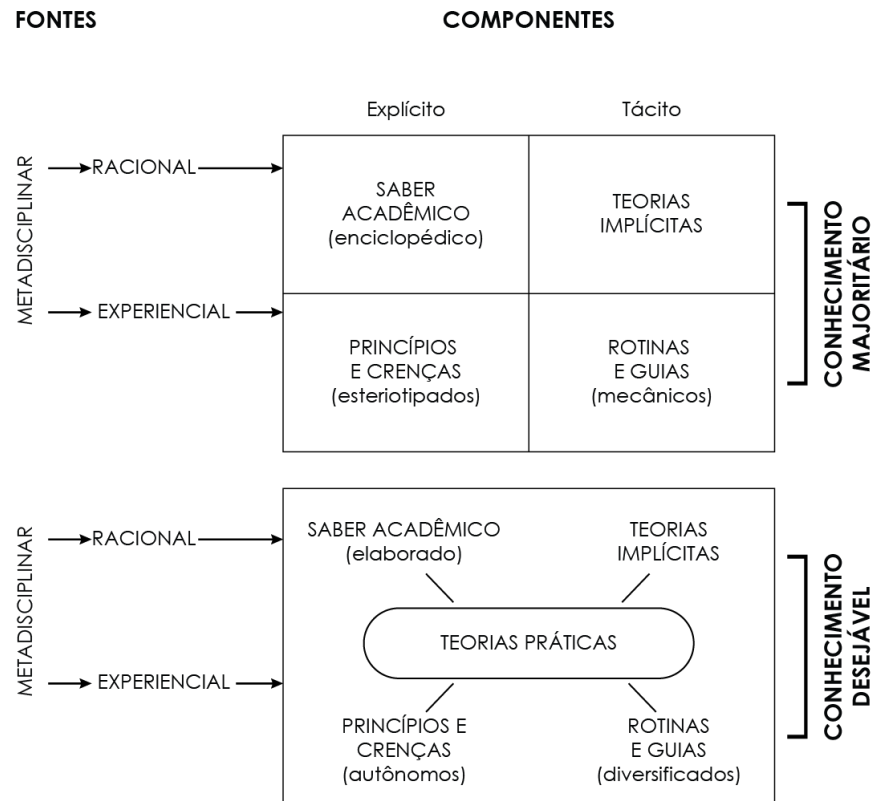 FONTES
COMPONENTES
Explícito
Tácito
METADISCIPLINAR
RACIONAL
EXPERIENCIAL
SABER
ACADÊMICO
(enciclopédico)
TEORIAS
IMPLÍCITAS
PRINCÍPIOS
E CRENÇAS
(esteriotipados)
ROTINAS
E GUIAS
(mecânicos)
CONHECIMENTO
MAJORITÁRIO
METADISCIPLINAR
RACIONAL
EXPERIENCIAL
SABER ACADÊMICO
(elaborado)
TEORIAS
IMPLÍCITAS
TEORIAS PRÁTICAS
PRINCÍPIOS E
CRENÇAS
(autônomos)
ROTINAS
E GUIAS
(diversificados)
CONHECIMENTO
DESEJÁVEL